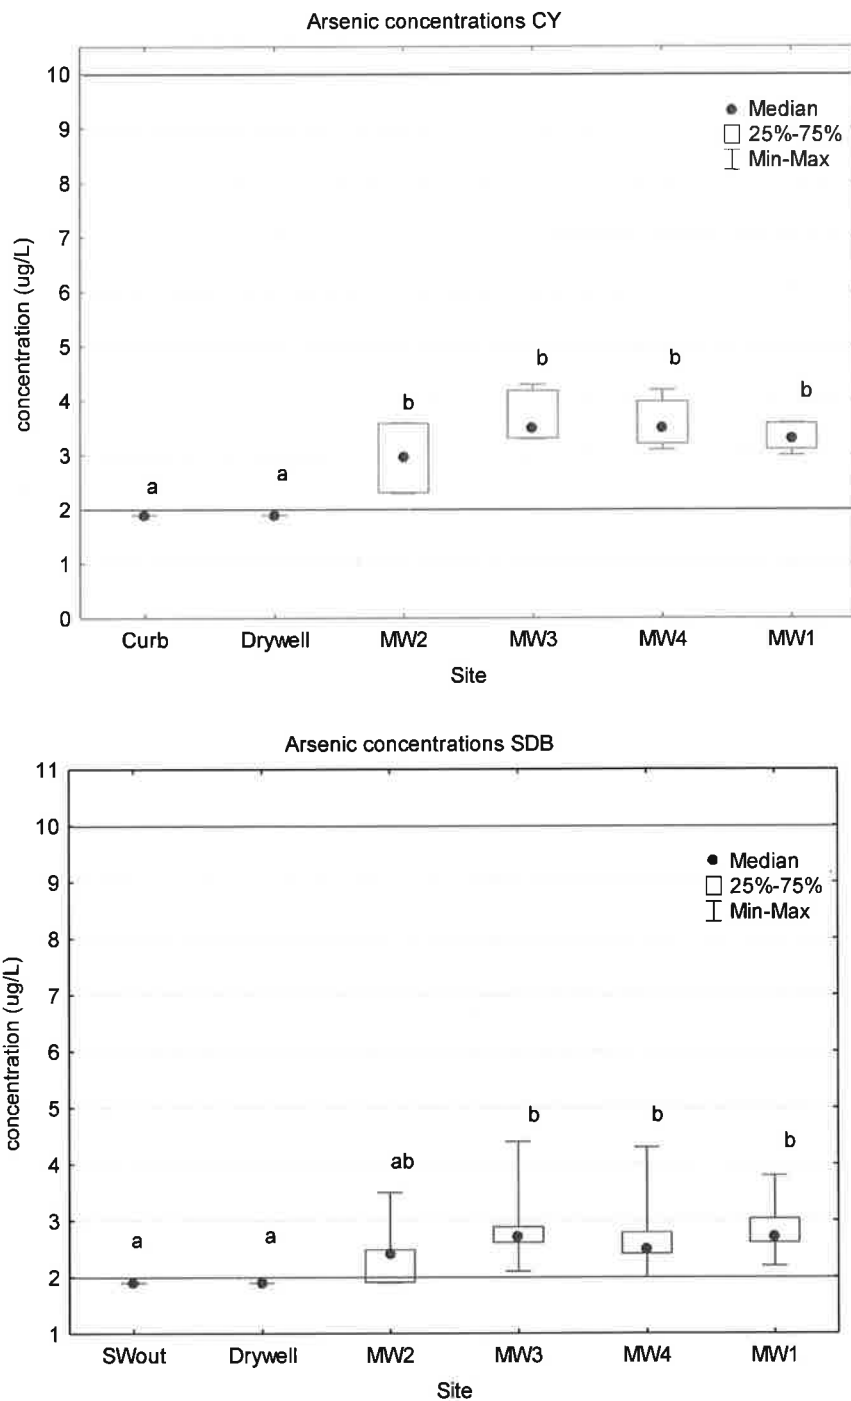 Arsenic concentrations CY
10
9
8
7
6
5
4
3
2
1
0
concentration (ug/L)
Median
25%-75%
Min-Max
a
a
b
b
b
b
Curb Drywell MW2 MW3 MW4 MW1
Site
Arsenic concentrations SDB
11
10
9
8
7
6
5
4
3
2
1
concentration (ug/L)
Median
25%-75%
Min-Max
a
a
ab
b
b
b
SWout Drywell MW2 MW3 MW4 MW1
Site